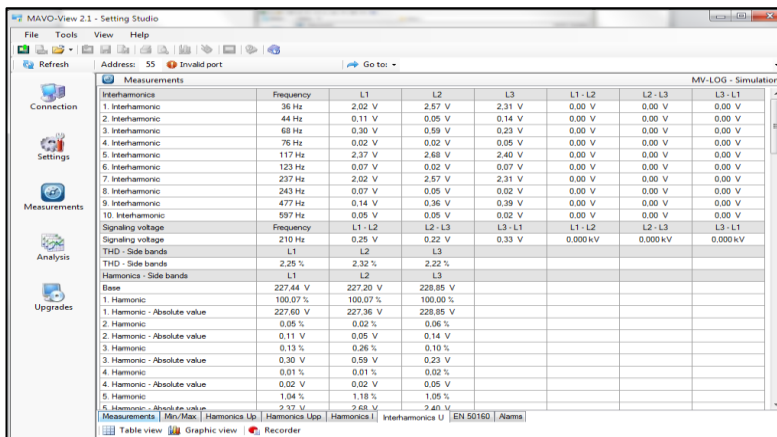 MAVO-View 2.1 - Setting Studio
File Tools View Help
Refresh Address: 55 Invalid port Go to:
Measurements MV-LOG - Simulation
Connection
Settings
Measurements
Analysis
Upgrades
Interharmonics Frequency L1 L2 L3 L1 - L2 L2 - L3 L3 - L1
1. Interharmonic 36 Hz 2,02 V 2,57 V 2,31 V 0,00 V 0,00 V 0,00 V
2. Interharmonic 44 Hz 0,11 V 0,05 V 0,14 V 0,00 V 0,00 V 0,00 V
3. Interharmonic 68 Hz 0,30 V 0,59 V 0,23 V 0,00 V 0,00 V 0,00 V
4. Interharmonic 76 Hz 0,02 V 0,02 V 0,05 V 0,00 V 0,00 V 0,00 V
5. Interharmonic 117 Hz 2,37 V 2,68 V 2,40 V 0,00 V 0,00 V 0,00 V
6. Interharmonic 123 Hz 0,07 V 0,02 V 0,07 V 0,00 V 0,00 V 0,00 V
7. Interharmonic 237 Hz 2,02 V 2,57 V 2,31 V 0,00 V 0,00 V 0,00 V
8. Interharmonic 243 Hz 0,07 V 0,05 V 0,02 V 0,00 V 0,00 V 0,00 V
9. Interharmonic 477 Hz 0,14 V 0,36 V 0,39 V 0,00 V 0,00 V 0,00 V
10. Interharmonic 597 Hz 0,05 V 0,05 V 0,02 V 0,00 V 0,00 V 0,00 V
Signaling voltage Frequency L1 - L2 L2 - L3 L3 - L1 L1 - L2 L2 - L3 L3 - L1
Signaling voltage 210 Hz 0,25 V 0,22 V 0,33 V 0,000 kV 0,000 kV 0,000 kV
THD - Side bands L1 L2 L3
THD - Side bands 2,25 % 2,32 % 2,22 %
Harmonics - Side bands L1 L2 L3
Base 227,44 V 227,20 V 228,85 V
1. Harmonic 100,07 % 100,07 % 100,00 %
1. Harmonic - Absolute value 227,60 V 227,36 V 228,85 V
2. Harmonic 0,05 % 0,02 % 0,06 %
2. Harmonic - Absolute value 0,11 V 0,05 V 0,14 V
3. Harmonic 0,13 % 0,26 % 0,10 %
3. Harmonic - Absolute value 0,30 V 0,59 V 0,23 V
4. Harmonic 0,01 % 0,01 % 0,02 %
4. Harmonic - Absolute value 0,02 V 0,02 V 0,05 V
5. Harmonic 1,04 % 1,18 % 1,05 %
5. Harmonic - Absolute value 2,37 V 2,68 V 2,40 V
Measurements Min/Max Harmonics Up Harmonics Upp Harmonics I Interharmonics U EN 50160 Alarms
Table view Graphic view Recorder